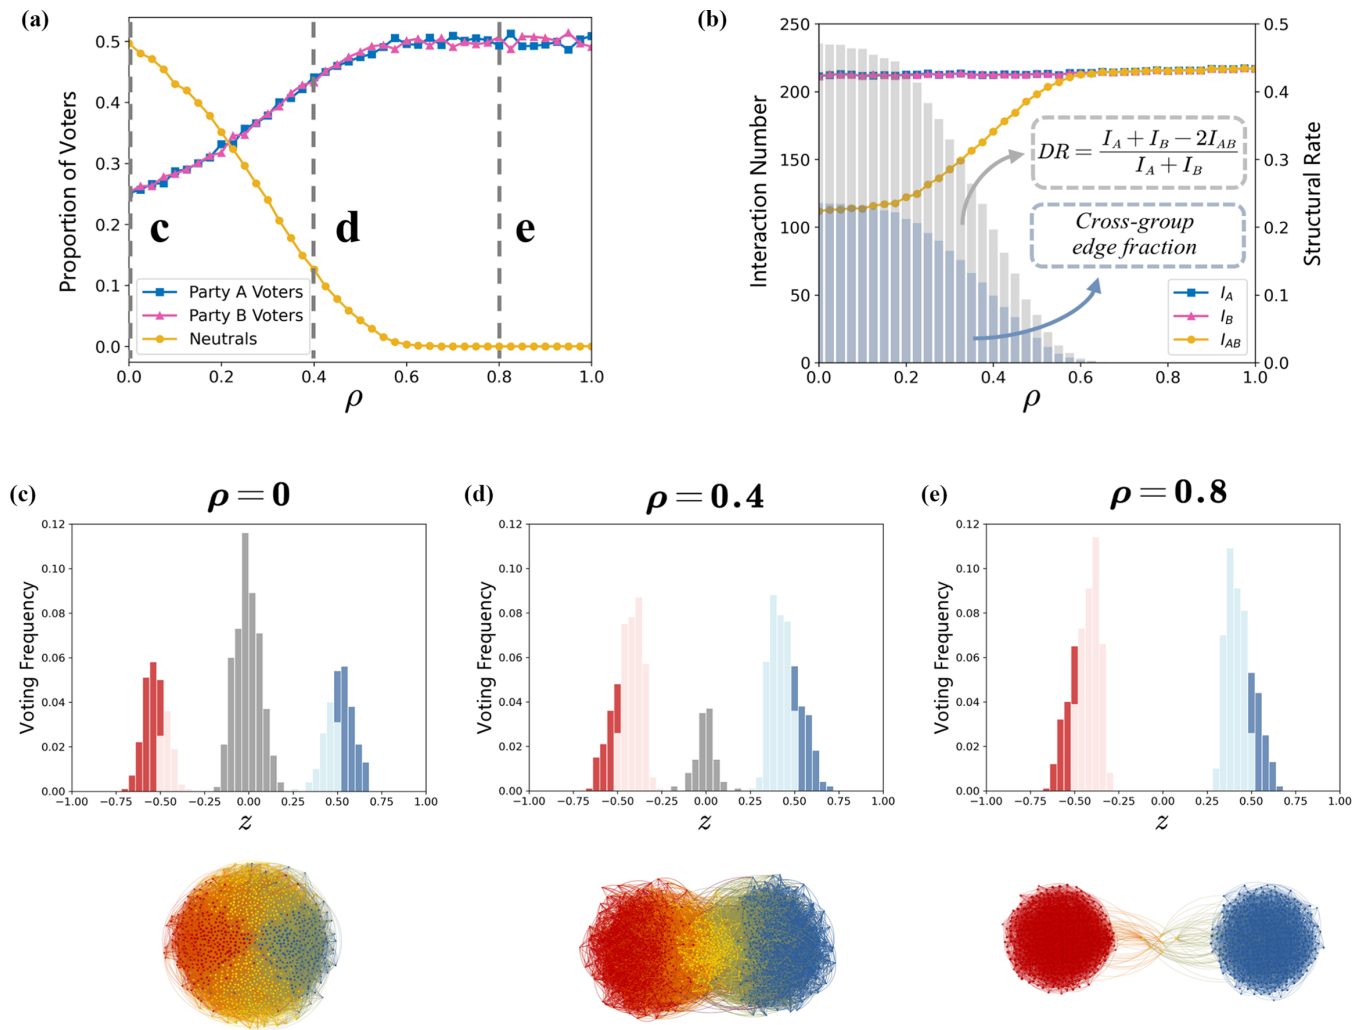 (a)
Proportion of Voters
0.5
0.4
0.3
0.2
0.1
0.0
c
d
e
Party A Voters
Party B Voters
Neutrals
0.0 0.2 0.4 0.6 0.8 1.0
ρ
(b)
Interaction Number
250
200
150
100
50
0
DR = (I_A + I_B − 2I_AB) / (I_A + I_B)
Cross-group
edge fraction
I_A
I_B
I_AB
0.5
0.4
0.3
0.2
0.1
0.0
Structural Rate
0.0 0.2 0.4 0.6 0.8 1.0
ρ
(c)
ρ = 0
Voting Frequency
0.12
0.10
0.08
0.06
0.04
0.02
0.00
−1.00 −0.75 −0.50 −0.25 0.00 0.25 0.50 0.75 1.00
z
(d)
ρ = 0.4
Voting Frequency
0.12
0.10
0.08
0.06
0.04
0.02
0.00
−1.00 −0.75 −0.50 −0.25 0.00 0.25 0.50 0.75 1.00
z
(e)
ρ = 0.8
Voting Frequency
0.12
0.10
0.08
0.06
0.04
0.02
0.00
−1.00 −0.75 −0.50 −0.25 0.00 0.25 0.50 0.75 1.00
z